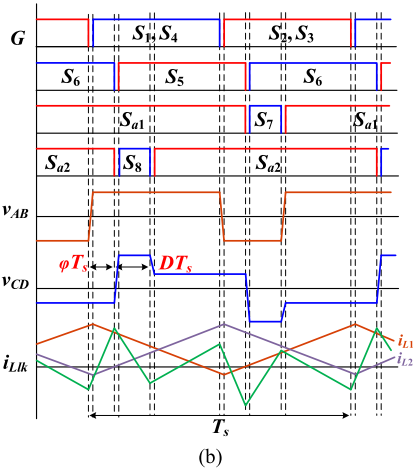 G S1, S4 S2, S3
S6 S5 S6
Sa1 S7 Sa1
Sa2 S8 Sa2
vAB
φTs DTs
vCD
iL1
iLlk iL2
Ts
(b)